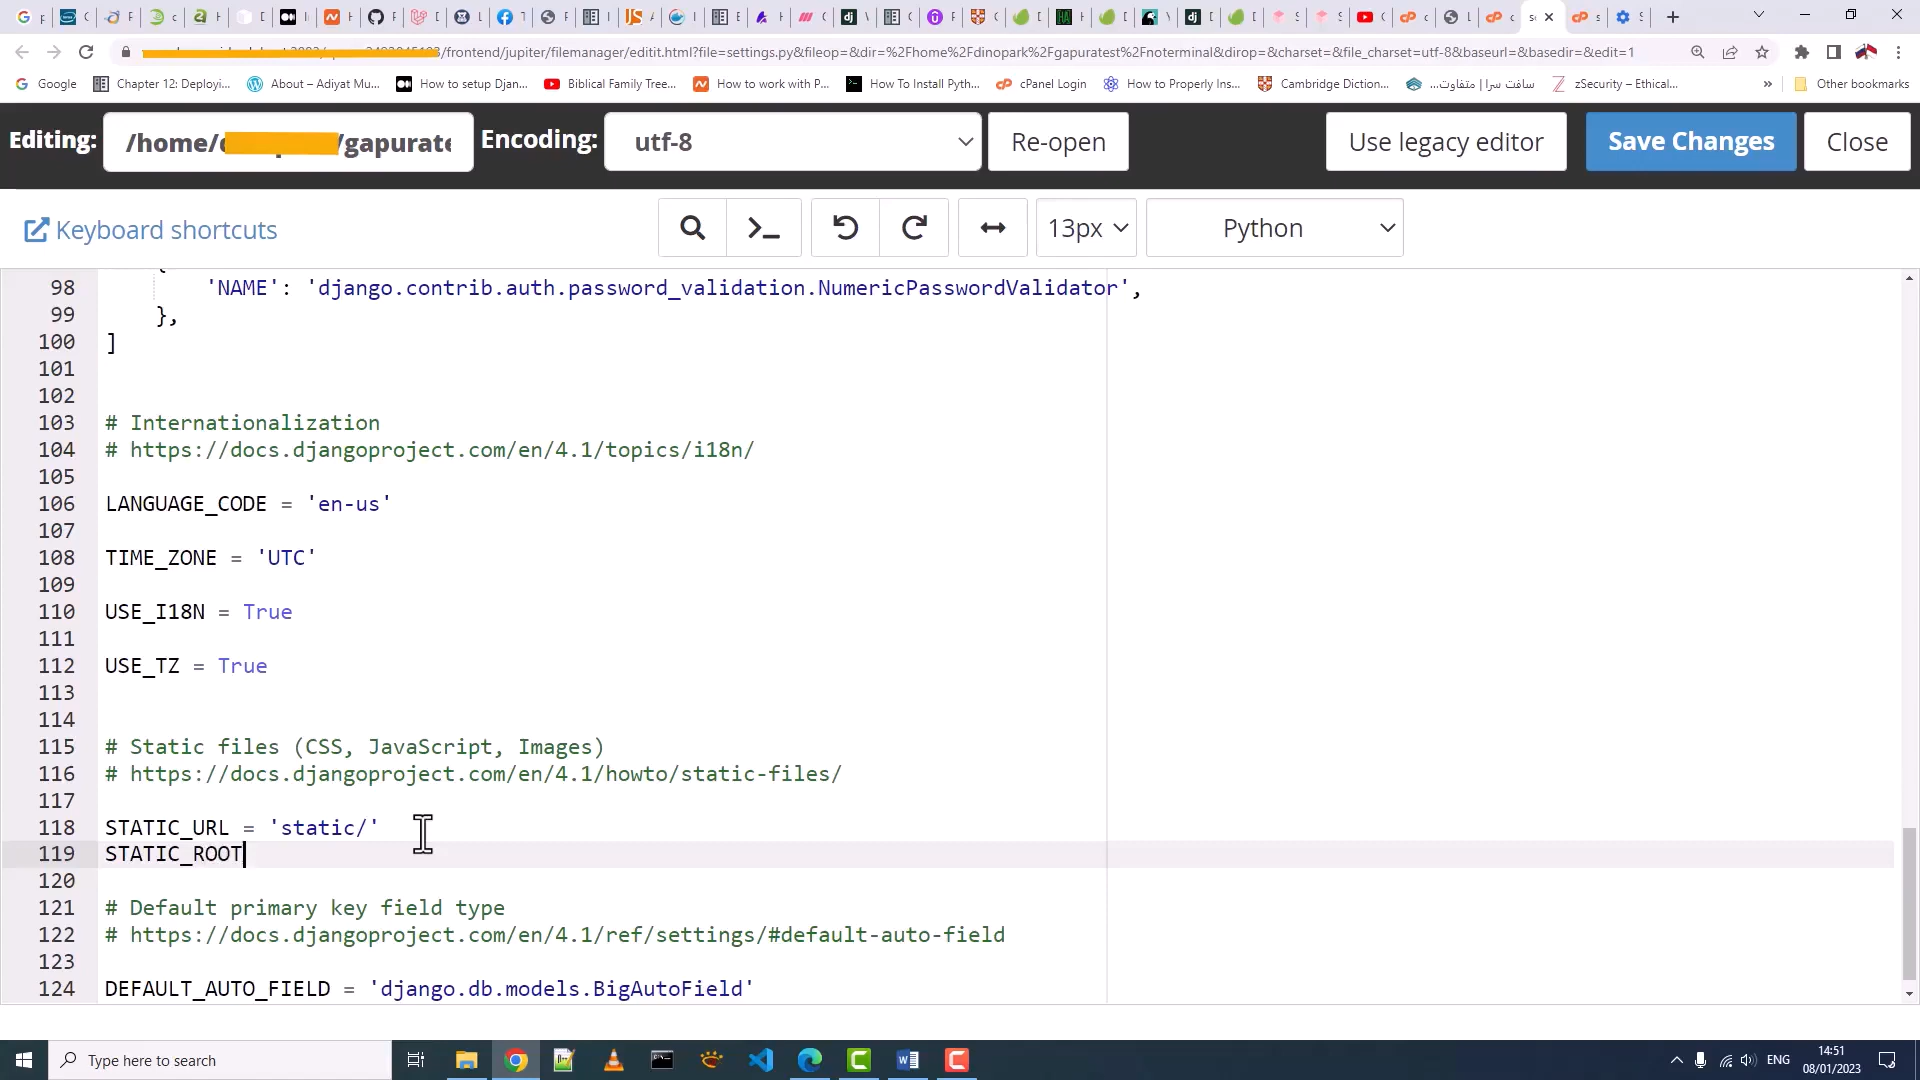 /frontend/jupiter/filemanager/editit.html?file=settings.py&fileop=&dir=%2Fhome%2Fdinopark%2Fgapuratest%2Fnoterminal&dirop=&charset=&file_charset=utf-8&baseurl=&basedir=&edit=1
Google Chapter 12: Deployi... About – Adiyat Mu... How to setup Djan... Biblical Family Tree... How to work with P... How To Install Pyth... cPanel Login How to Properly Ins... Cambridge Diction... سافت سرا | متفاوت... zSecurity – Ethical... » Other bookmarks
Editing: /home/ /gapurate Encoding: utf-8 Re-open Use legacy editor Save Changes Close
Keyboard shortcuts 13px Python
98 'NAME': 'django.contrib.auth.password_validation.NumericPasswordValidator',
99 },
100 ]
101
102
103 # Internationalization
104 # https://docs.djangoproject.com/en/4.1/topics/i18n/
105
106 LANGUAGE_CODE = 'en-us'
107
108 TIME_ZONE = 'UTC'
109
110 USE_I18N = True
111
112 USE_TZ = True
113
114
115 # Static files (CSS, JavaScript, Images)
116 # https://docs.djangoproject.com/en/4.1/howto/static-files/
117
118 STATIC_URL = 'static/'
119 STATIC_ROOT
120
121 # Default primary key field type
122 # https://docs.djangoproject.com/en/4.1/ref/settings/#default-auto-field
123
124 DEFAULT_AUTO_FIELD = 'django.db.models.BigAutoField'
Type here to search ENG 14:51
08/01/2023